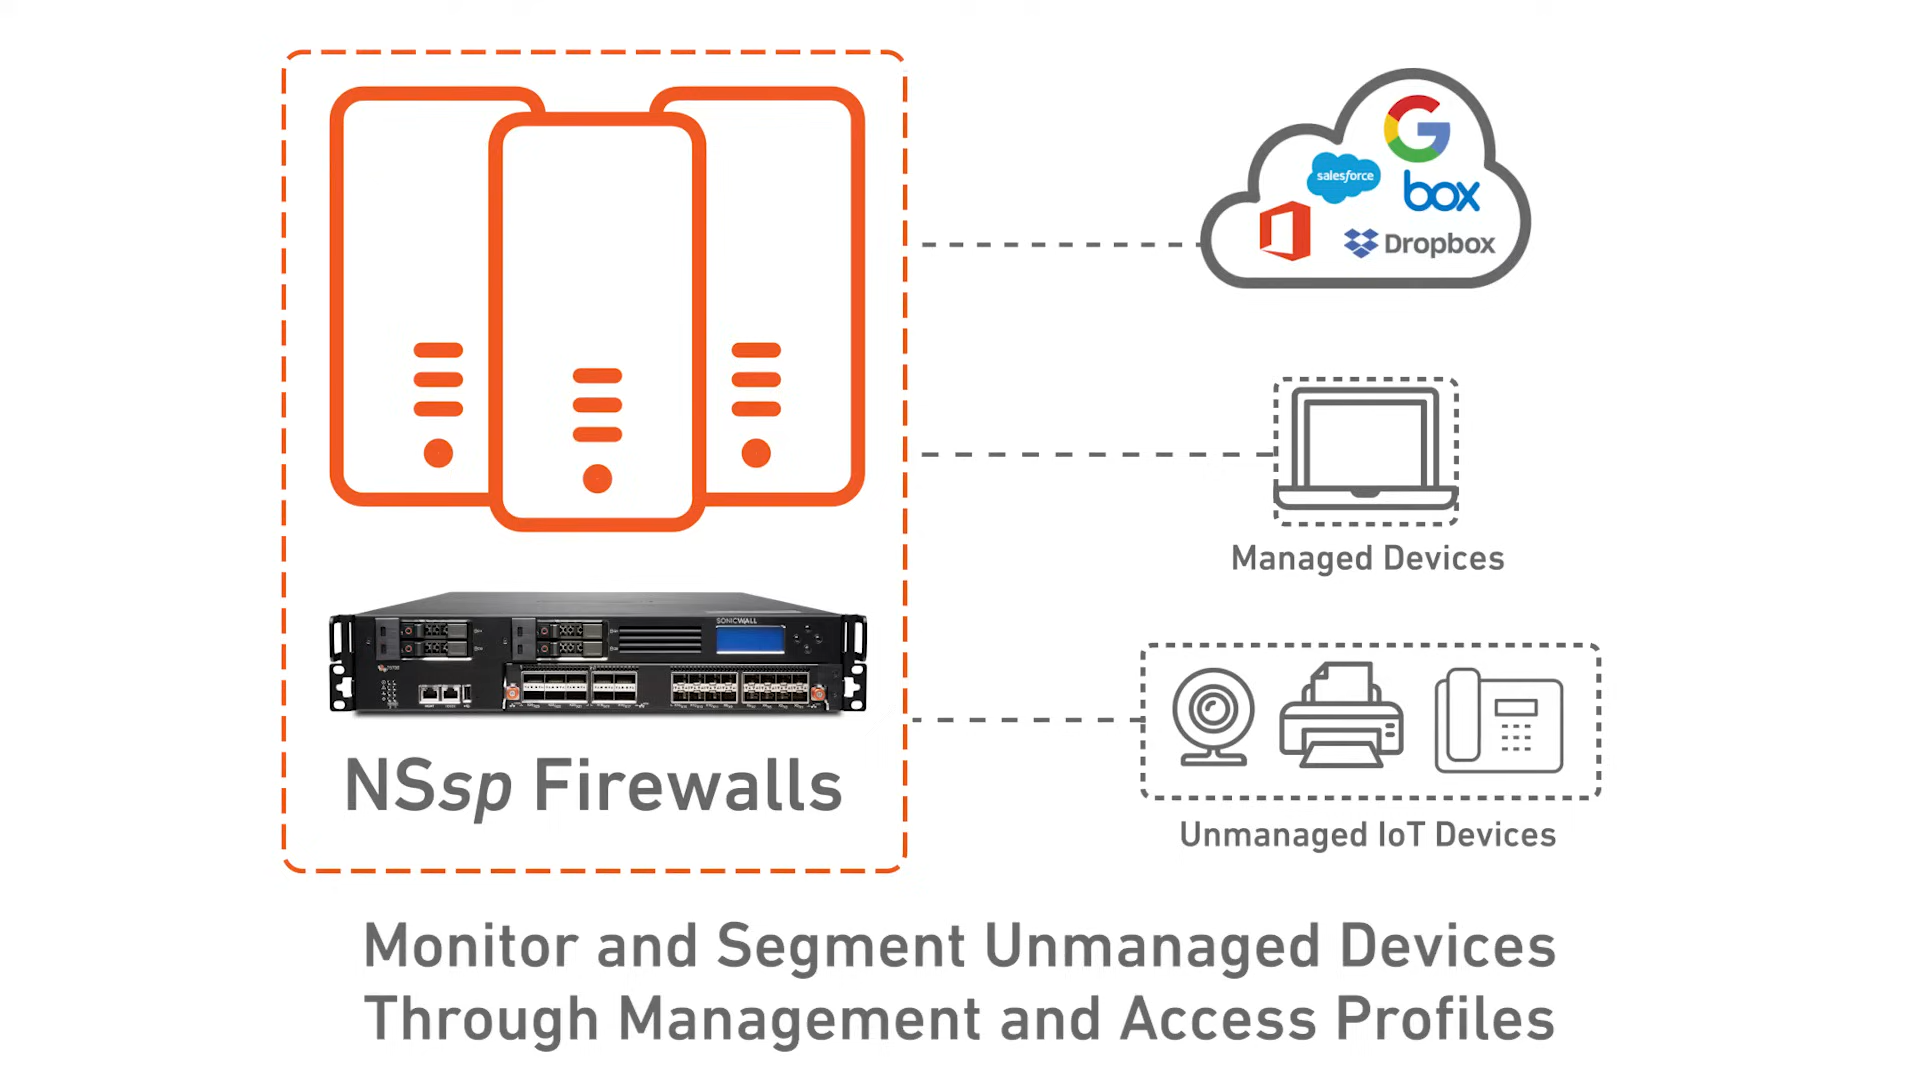 salesforce
box
Dropbox
Managed Devices
SONICWALL
NSsp Firewalls
Unmanaged IoT Devices
Monitor and Segment Unmanaged Devices
Through Management and Access Profiles